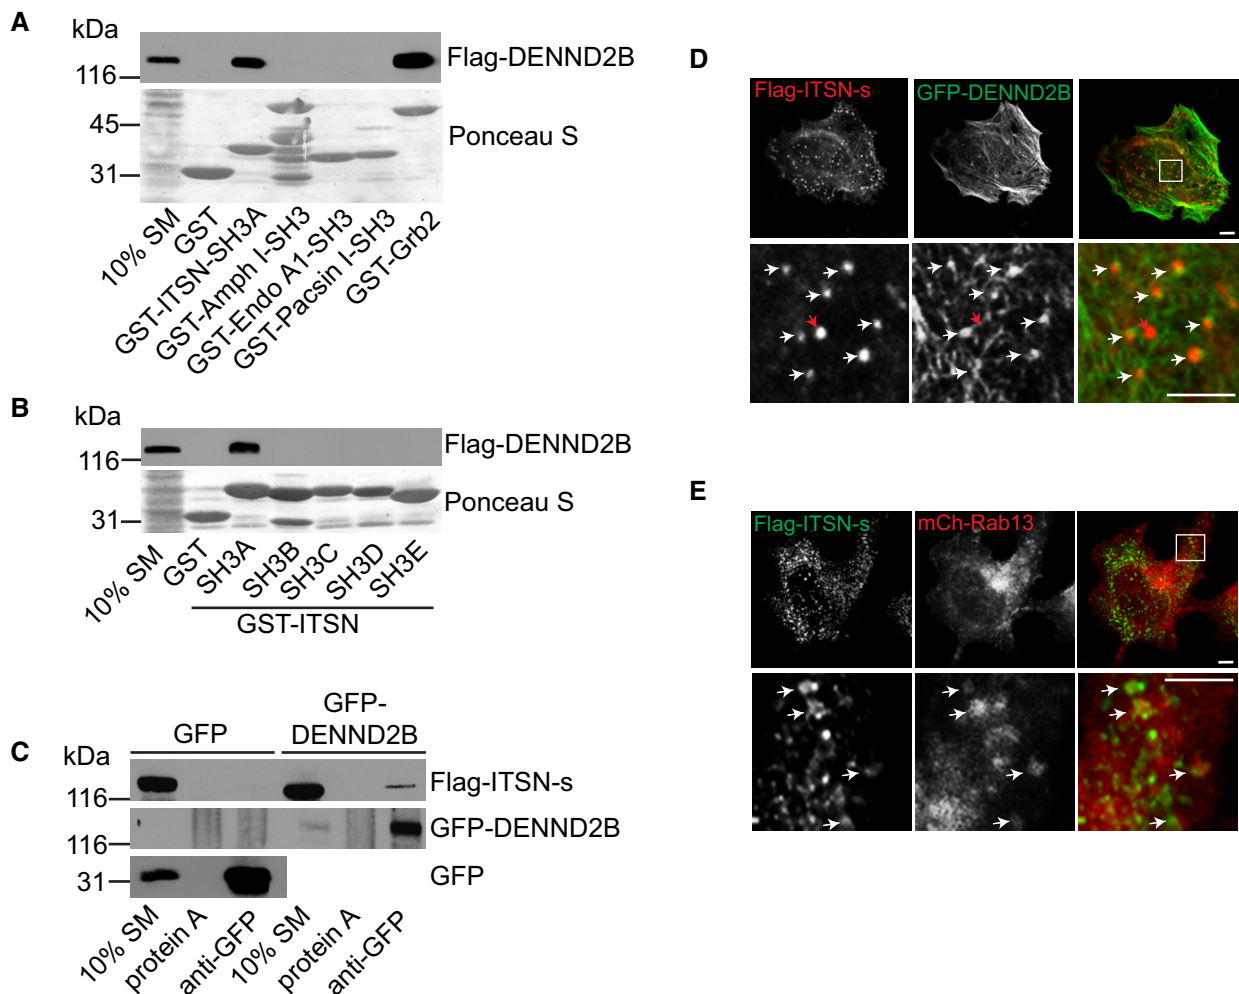 A
kDa
Flag-DENND2B
116
45
Ponceau S
31
10% SM
GST
GST-ITSN-SH3A
GST-Amph I-SH3
GST-Endo A1-SH3
GST-Pacsin I-SH3
GST-Grb2
B
kDa
Flag-DENND2B
116
Ponceau S
31
10% SM
GST
SH3A
SH3B
SH3C
SH3D
SH3E
GST-ITSN
C
kDa
GFP
GFP-
DENND2B
Flag-ITSN-s
116
GFP-DENND2B
116
31
GFP
10% SM
protein A
anti-GFP
10% SM
protein A
anti-GFP
D
Flag-ITSN-s
GFP-DENND2B
E
Flag-ITSN-s
mCh-Rab13